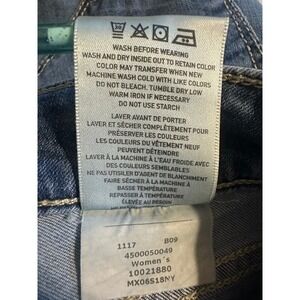 30
WASH BEFORE WEARING
WASH AND DRY INSIDE OUT TO RETAIN COLOR
COLOR MAY TRANSFER WHEN NEW
MACHINE WASH COLD WITH LIKE COLORS
DO NOT BLEACH. TUMBLE DRY LOW
WARM IRON IF NECESSARY
DO NOT USE STARCH
LAVER AVANT DE PORTER
LAVER ET SÉCHER COMPLÈTEMENT POUR
PRÉSERVER LES COULEURS
LES COULEURS DU VÊTEMENT NEUF
PEUVENT DÉTEINDRE
LAVER À LA MACHINE À L'EAU FROIDE AVEC
DES COULEURS SEMBLABLES
NE PAS UTILISER D'AGENT DE BLANCHIMENT
FAIRE SÉCHER À LA MACHINE À
BASSE TEMPÉRATURE
REPASSER À TEMPÉRATURE
ÉLEVÉE AU BESOIN
1117 B09
4500050049
Women's
10021880
MX06S18NY